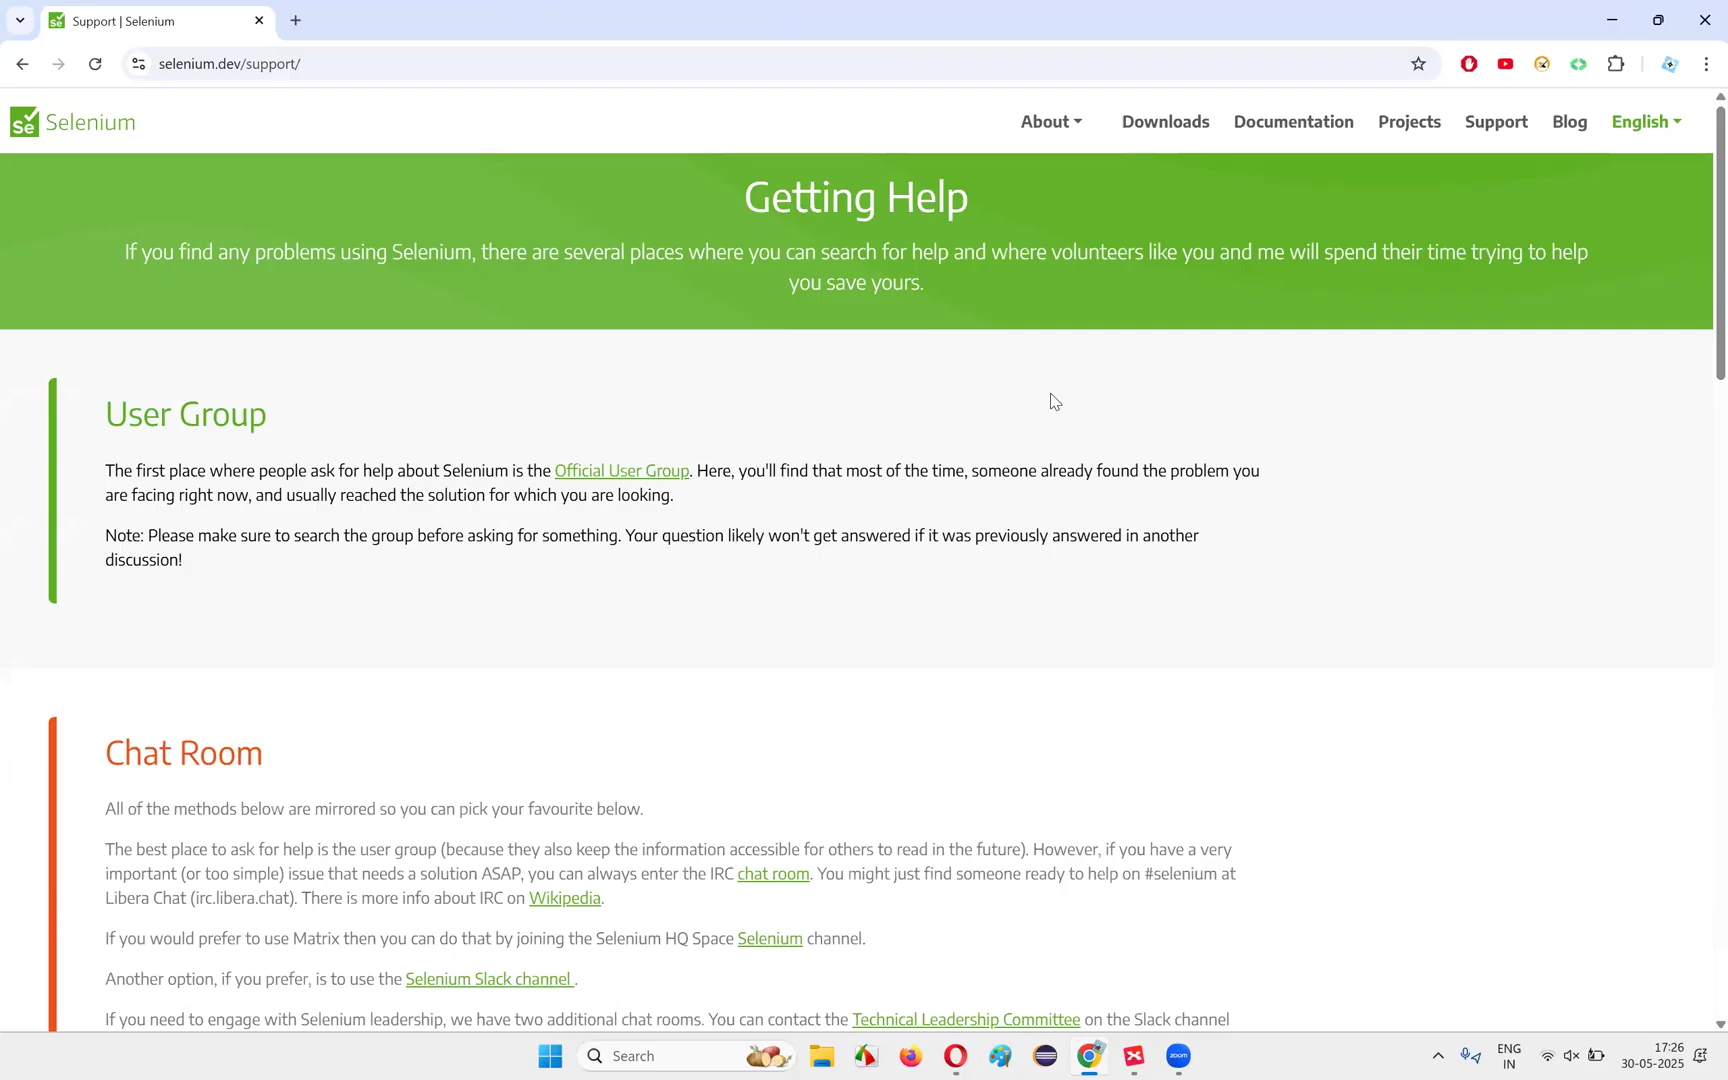 Support | Selenium
selenium.dev/support/
Se Selenium
About Downloads Documentation Projects Support Blog English
Getting Help
If you find any problems using Selenium, there are several places where you can search for help and where volunteers like you and me will spend their time trying to help
you save yours.
User Group
The first place where people ask for help about Selenium is the Official User Group. Here, you'll find that most of the time, someone already found the problem you
are facing right now, and usually reached the solution for which you are looking.
Note: Please make sure to search the group before asking for something. Your question likely won't get answered if it was previously answered in another
discussion!
Chat Room
All of the methods below are mirrored so you can pick your favourite below.
The best place to ask for help is the user group (because they also keep the information accessible for others to read in the future). However, if you have a very
important (or too simple) issue that needs a solution ASAP, you can always enter the IRC chat room. You might just find someone ready to help on #selenium at
Libera Chat (irc.libera.chat). There is more info about IRC on Wikipedia.
If you would prefer to use Matrix then you can do that by joining the Selenium HQ Space Selenium channel.
Another option, if you prefer, is to use the Selenium Slack channel .
If you need to engage with Selenium leadership, we have two additional chat rooms. You can contact the Technical Leadership Committee on the Slack channel
Search
zoom
ENG
IN
17:26
30-05-2025